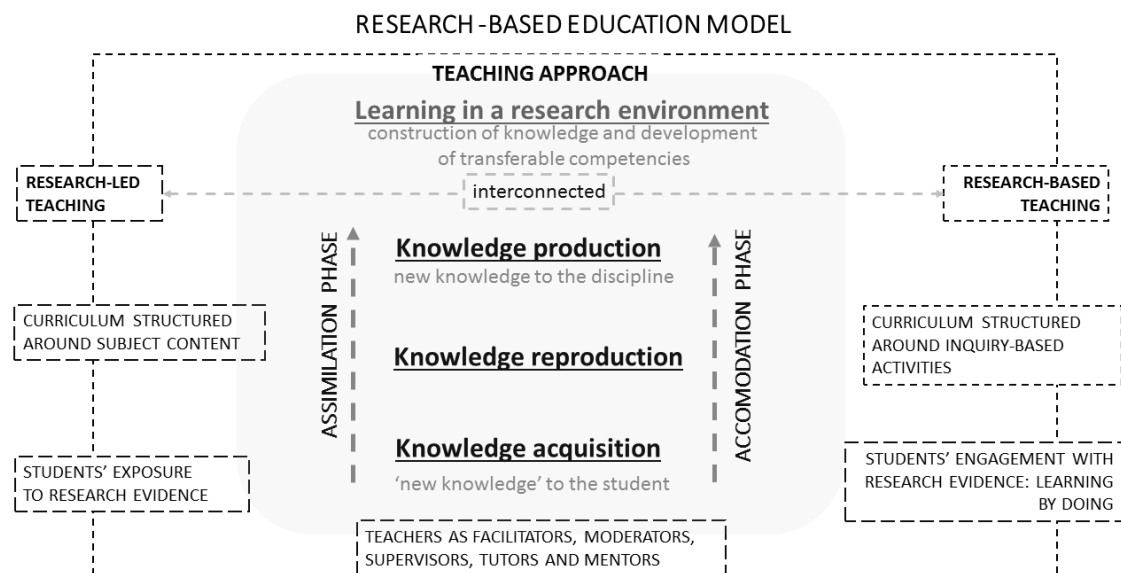 RESEARCH -BASED EDUCATION MODEL
TEACHING APPROACH
Learning in a research environment
construction of knowledge and development
of transferable competencies
RESEARCH-LED
TEACHING
interconnected
RESEARCH-BASED
TEACHING
ASSIMILATION PHASE
Knowledge production
new knowledge to the discipline
ACCOMODATION PHASE
CURRICULUM STRUCTURED
AROUND SUBJECT CONTENT
Knowledge reproduction
CURRICULUM STRUCTURED
AROUND INQUIRY-BASED
ACTIVITIES
Knowledge acquisition
‘new knowledge’ to the student
STUDENTS’ EXPOSURE
TO RESEARCH EVIDENCE
STUDENTS’ ENGAGEMENT WITH
RESEARCH EVIDENCE: LEARNING
BY DOING
TEACHERS AS FACILITATORS, MODERATORS,
SUPERVISORS, TUTORS AND MENTORS